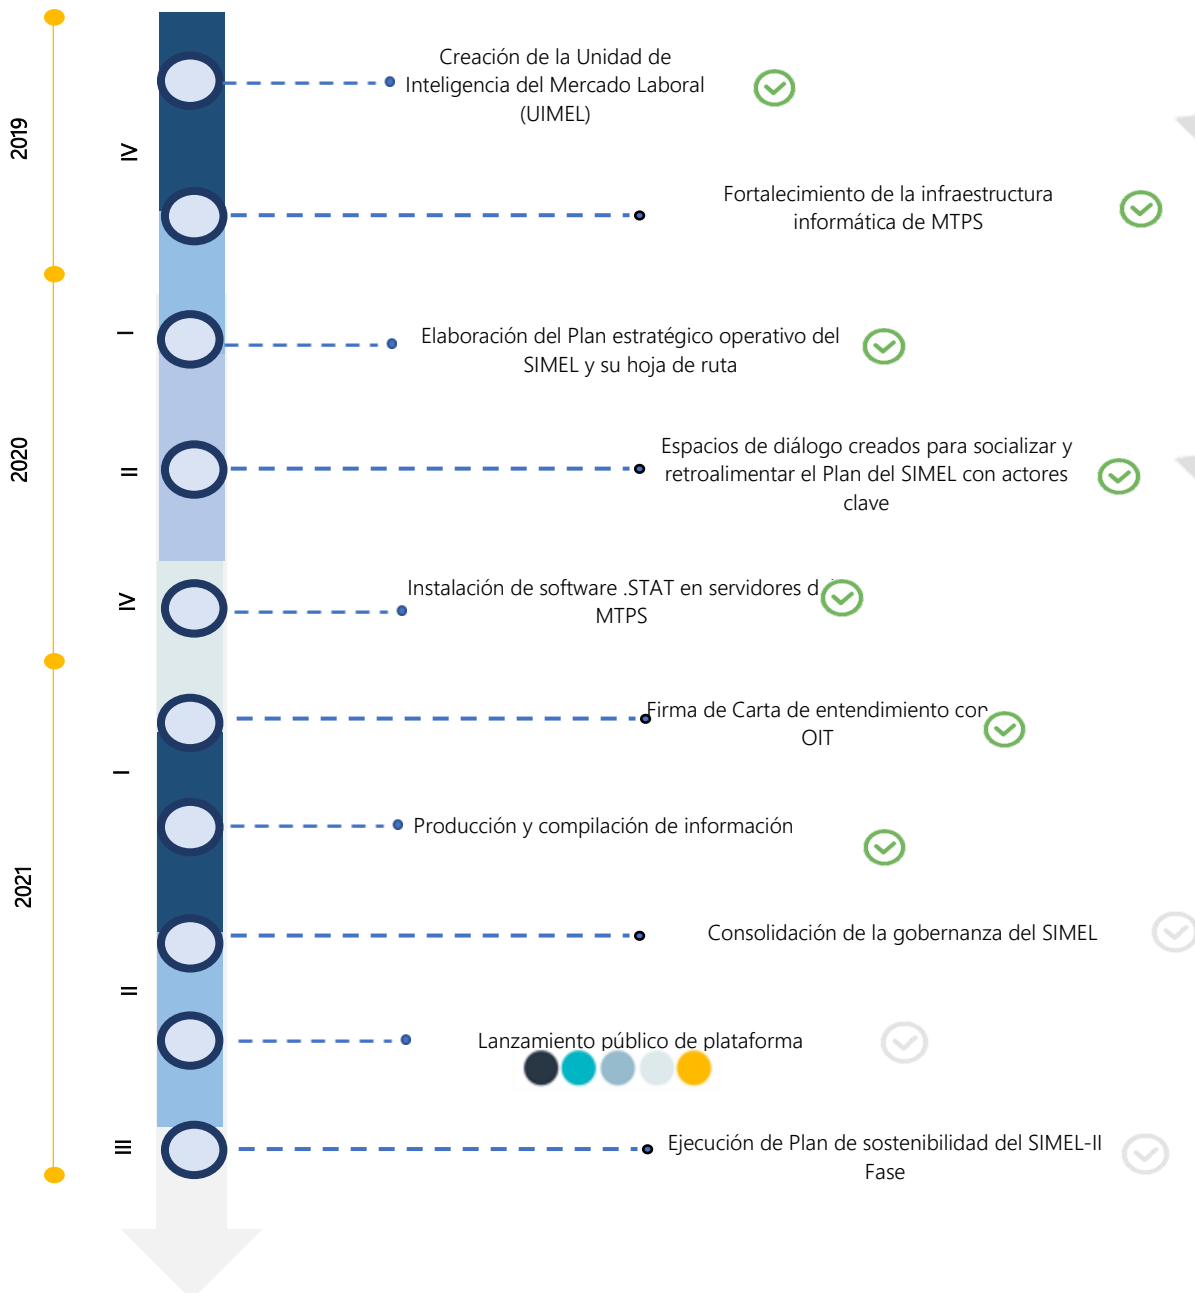 2019
IV
Creación de la Unidad de
Inteligencia del Mercado Laboral
(UIMEL)
Fortalecimiento de la infraestructura
informática de MTPS
2020
I
Elaboración del Plan estratégico operativo del
SIMEL y su hoja de ruta
II
Espacios de diálogo creados para socializar y
retroalimentar el Plan del SIMEL con actores
clave
IV
Instalación de software .STAT en servidores
MTPS
2021
I
Firma de Carta de entendimiento con
OIT
Producción y compilación de información
II
Consolidación de la gobernanza del SIMEL
Lanzamiento público de plataforma
III
Ejecución de Plan de sostenibilidad del SIMEL-II
Fase